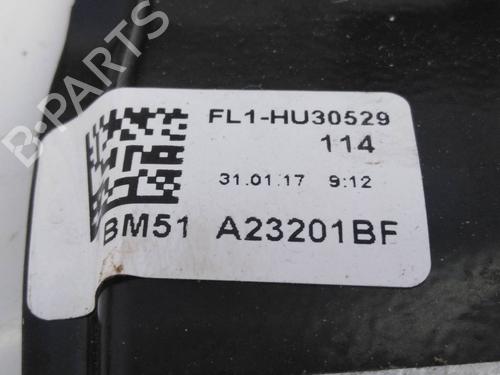 B-PARTS
FL1-HU30529
114
31.01.17 9:12
BM51 A23201BF